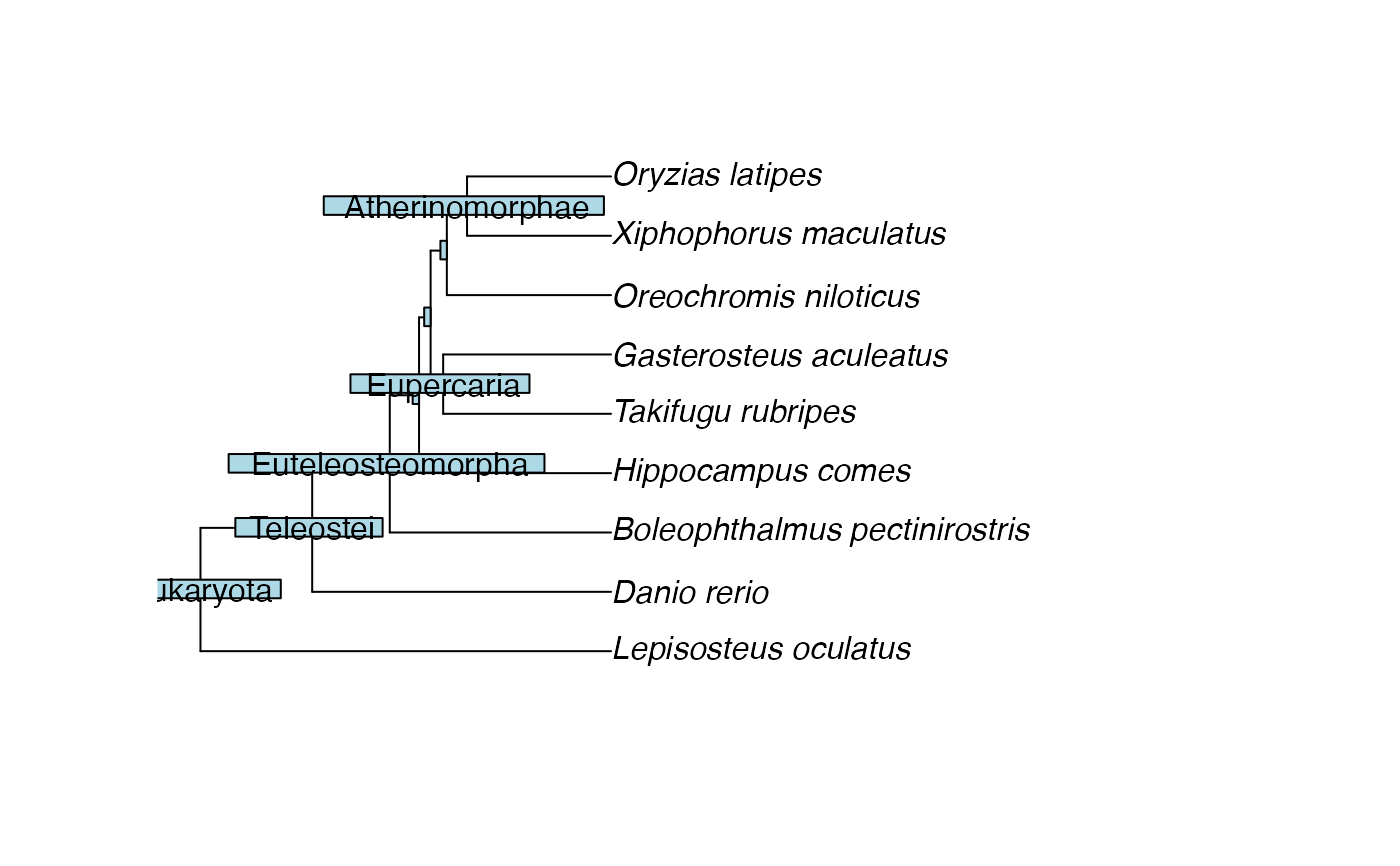 Oryzias latipes
Atherinomorphae
Xiphophorus maculatus
Oreochromis niloticus
Gasterosteus aculeatus
Eupercaria
Takifugu rubripes
Euteleosteomorpha
Hippocampus comes
Teleostei
Boleophthalmus pectinirostris
ukaryota
Danio rerio
Lepisosteus oculatus